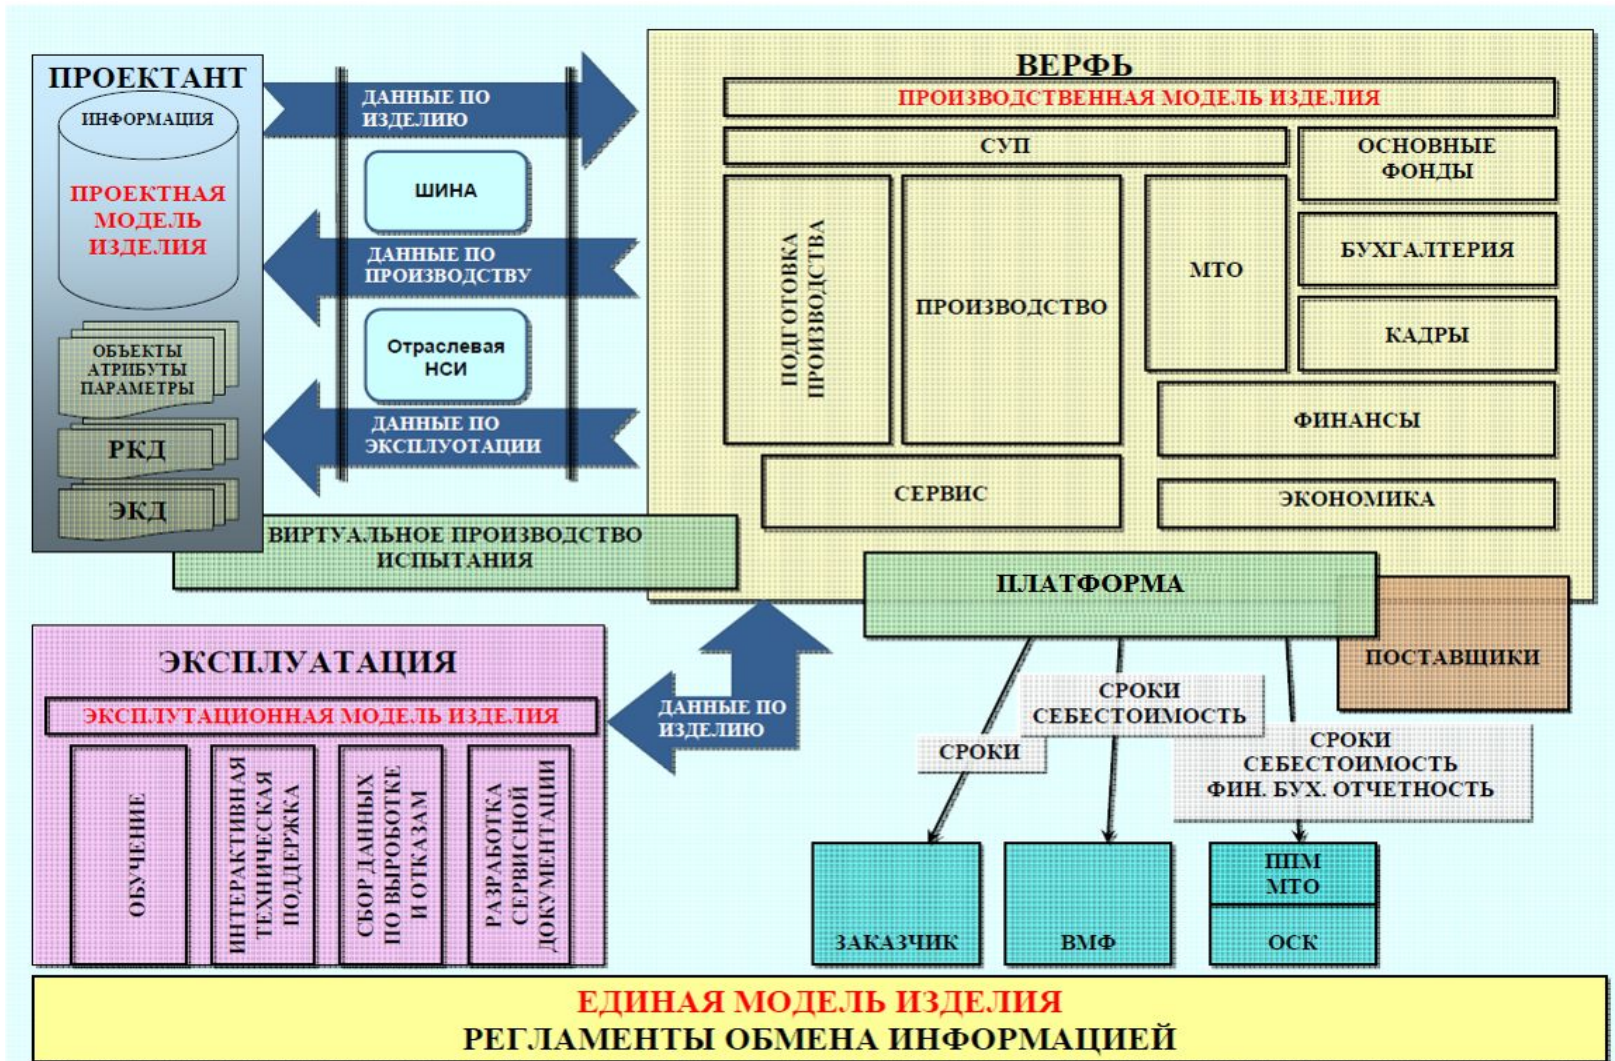 ПРОЕКТАНТ
ИНФОРМАЦИЯ
ПРОЕКТНАЯ
МОДЕЛЬ
ИЗДЕЛИЯ
ОБЪЕКТЫ
АТРИБУТЫ
ПАРАМЕТРЫ
РКД
ЭКД
ДАННЫЕ ПО
ИЗДЕЛИЮ
ШИНА
ДАННЫЕ ПО
ПРОИЗВОДСТВУ
Отраслевая
НСИ
ДАННЫЕ ПО
ЭКСПЛУОТАЦИИ
ВИРТУАЛЬНОЕ ПРОИЗВОДСТВО
ИСПЫТАНИЯ
ВЕРФЬ
ПРОИЗВОДСТВЕННАЯ МОДЕЛЬ ИЗДЕЛИЯ
СУП
ОСНОВНЫЕ
ФОНДЫ
ПОДГОТОВКА
ПРОИЗВОДСТВА
ПРОИЗВОДСТВО
МТО
БУХГАЛТЕРИЯ
КАДРЫ
ФИНАНСЫ
СЕРВИС
ЭКОНОМИКА
ПЛАТФОРМА
ПОСТАВЩИКИ
ЭКСПЛУАТАЦИЯ
ЭКСПЛУТАЦИОННАЯ МОДЕЛЬ ИЗДЕЛИЯ
ОБУЧЕНИЕ
ИНТЕРАКТИВНАЯ
ТЕХНИЧЕСКАЯ
ПОДДЕРЖКА
СБОР ДАННЫХ
ПО ВЫРОБОТКЕ
И ОТКАЗАМ
РАЗРАБОТКА
СЕРВИСНОЙ
ДОКУМЕНТАЦИИ
ДАННЫЕ ПО
ИЗДЕЛИЮ
СРОКИ
СРОКИ
СЕБЕСТОИМОСТЬ
СРОКИ
СЕБЕСТОИМОСТЬ
ФИН. БУХ. ОТЧЕТНОСТЬ
ЗАКАЗЧИК
ВМФ
ППМ
МТО
ОСК
ЕДИНАЯ МОДЕЛЬ ИЗДЕЛИЯ
РЕГЛАМЕНТЫ ОБМЕНА ИНФОРМАЦИЕЙ